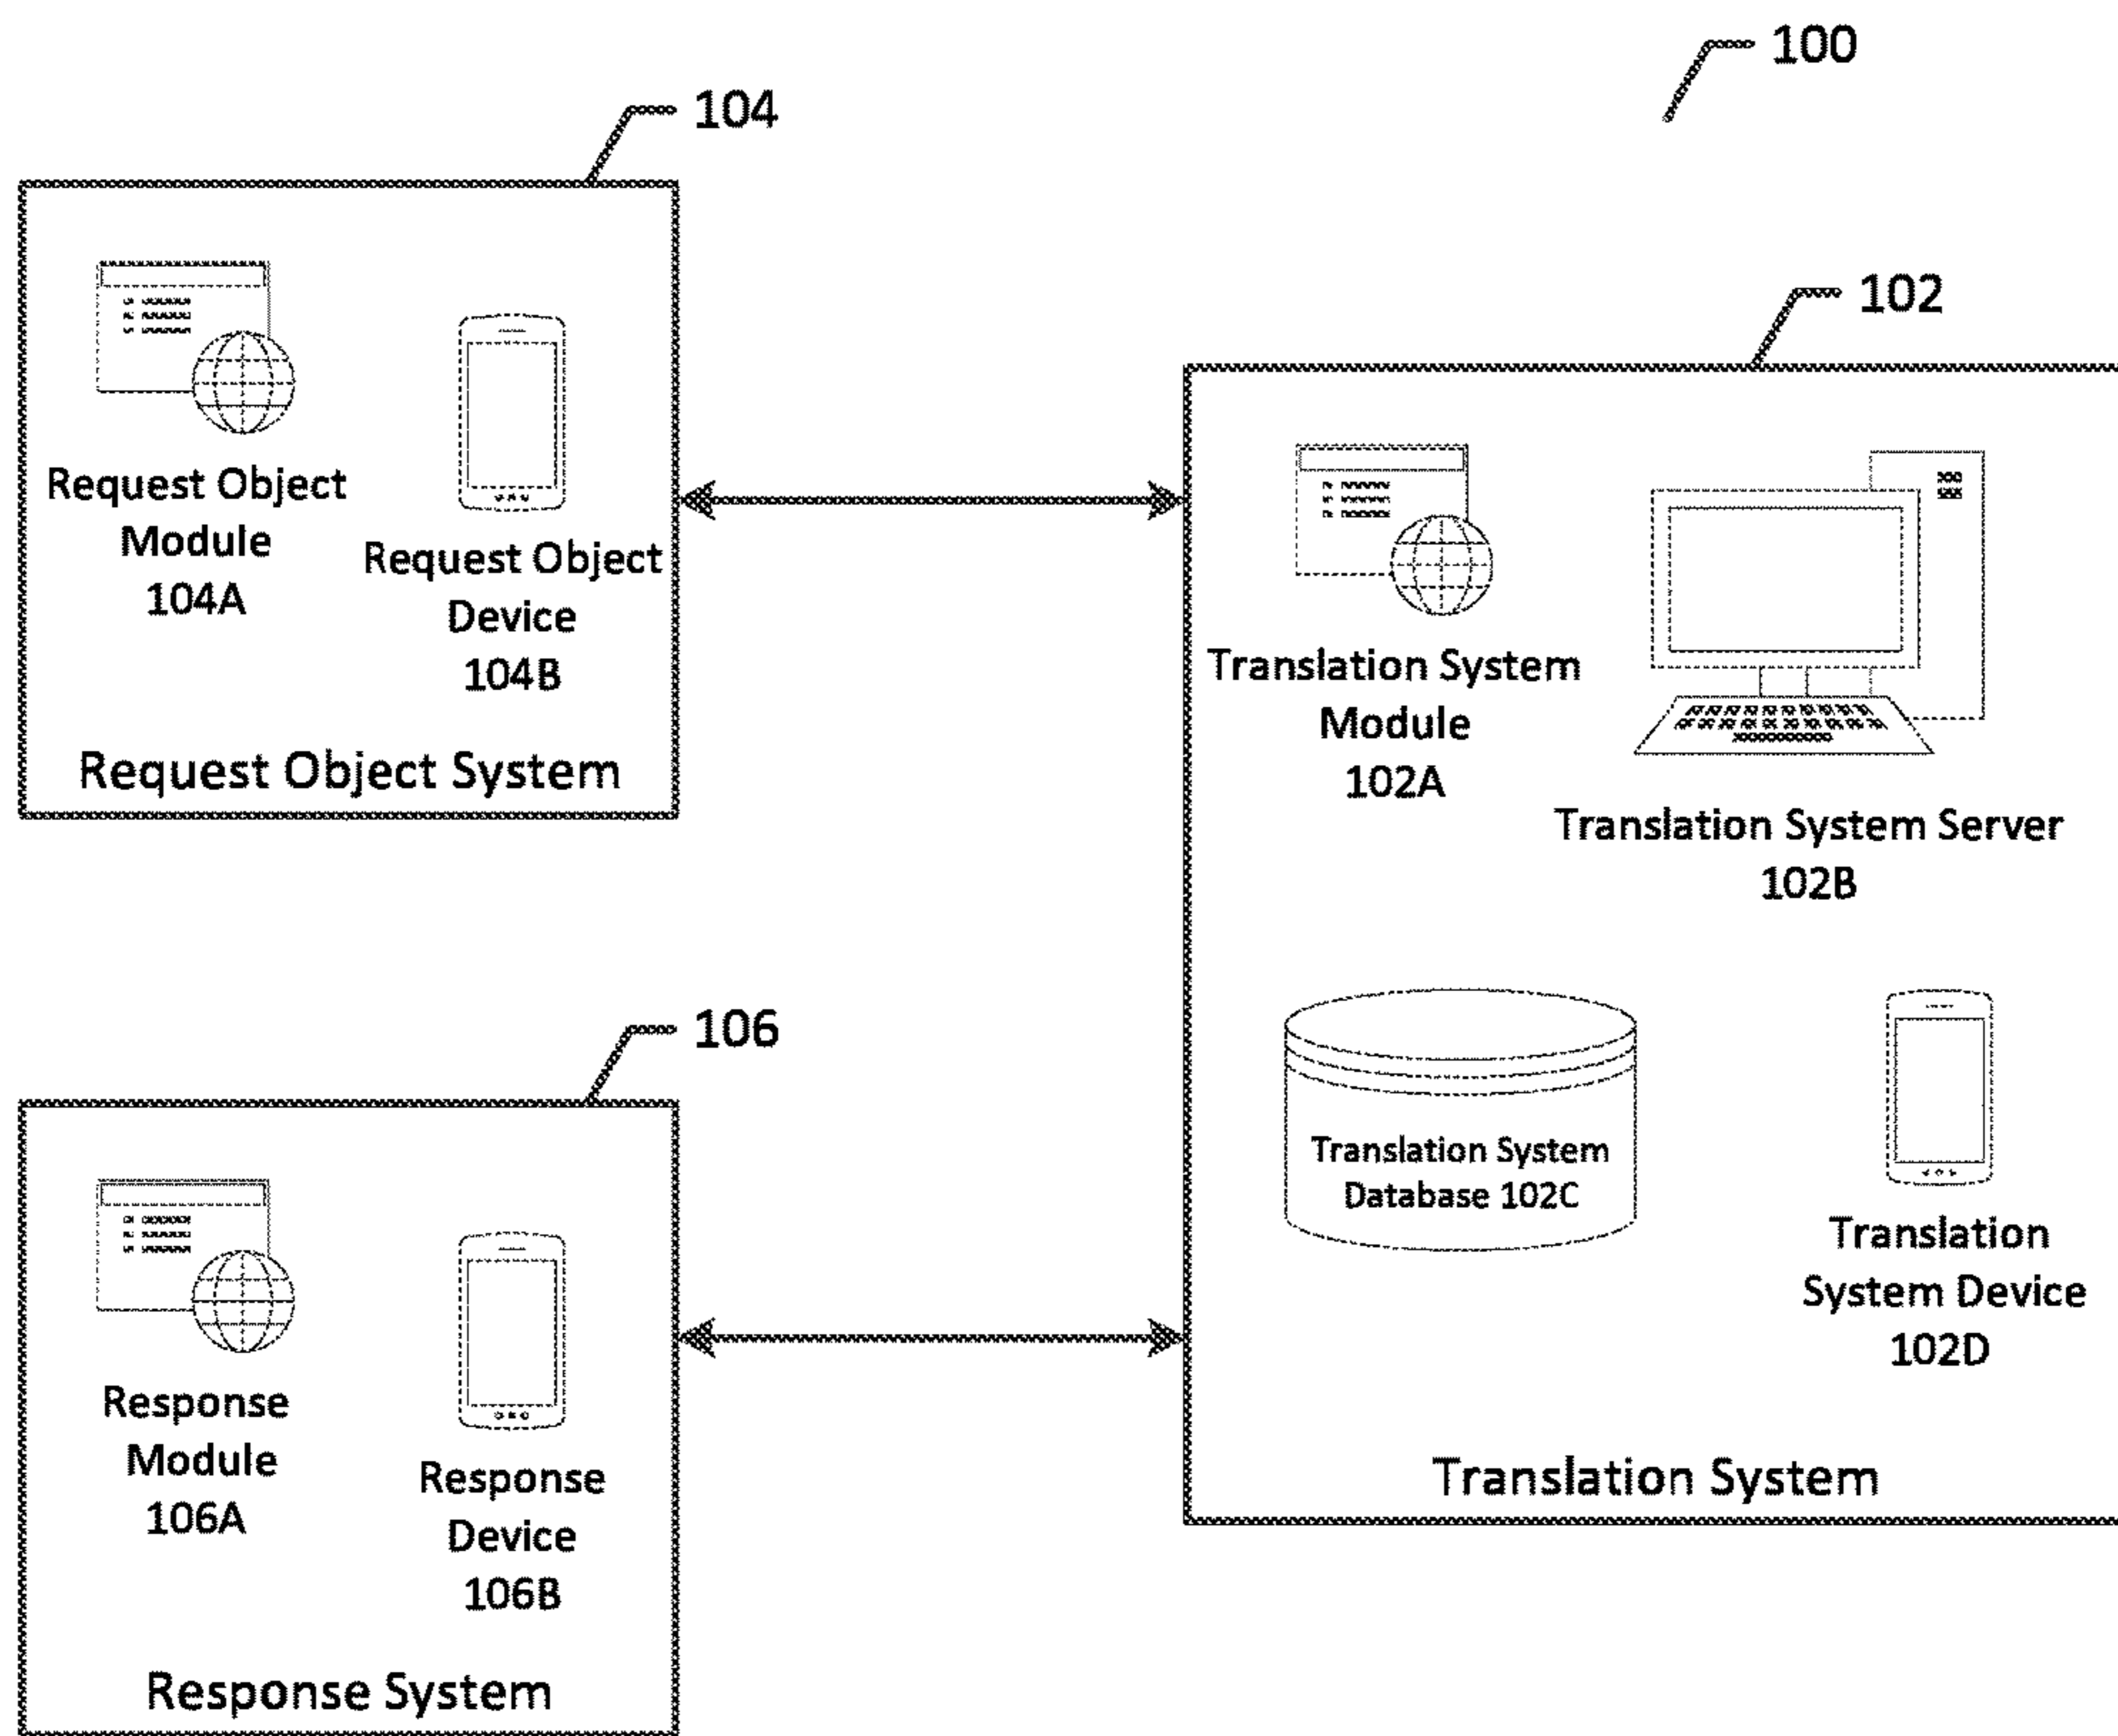 100
104
Request Object
Module
104A
Request Object
Device
104B
Request Object System
102
Translation System
Module
102A
Translation System Server
102B
Translation System
Database 102C
Translation
System Device
102D
Translation System
106
Response
Module
106A
Response
Device
106B
Response System